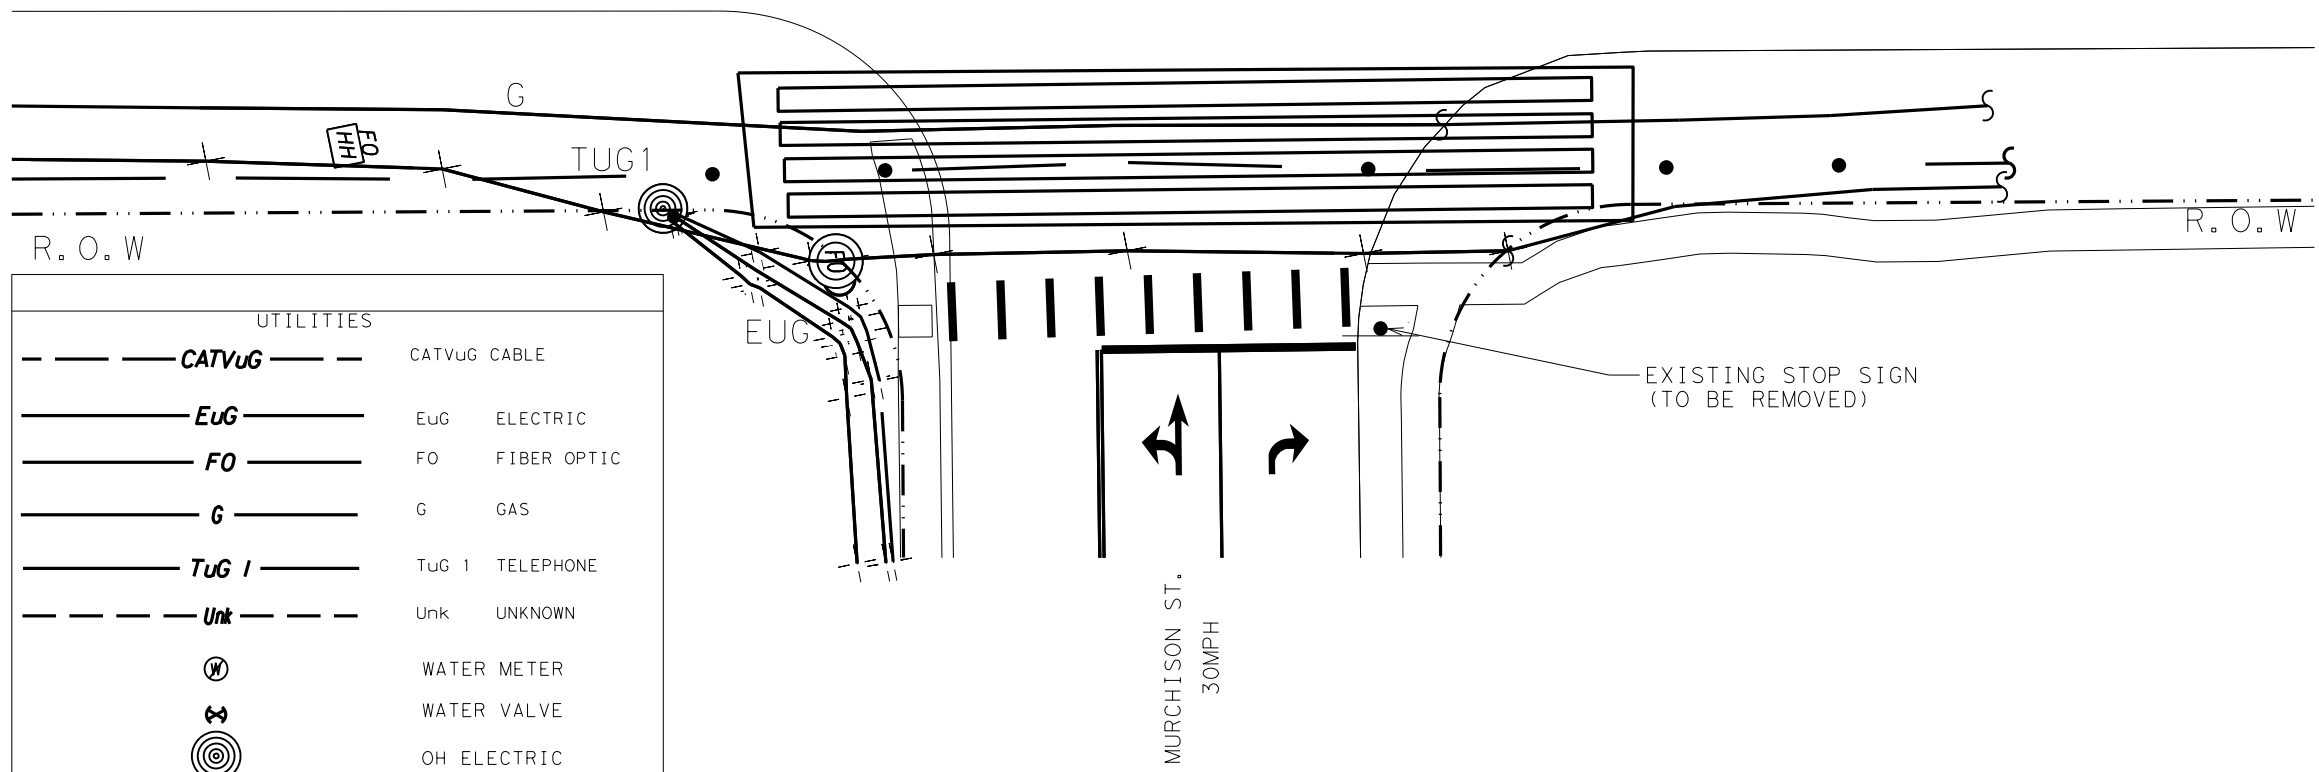 G
FO
HH
TUG1
R.O.W
R.O.W
FO
EUG
UTILITIES
CATVuG CATVuG CABLE
EuG EuG ELECTRIC
FO FO FIBER OPTIC
G G GAS
TuG 1 TuG 1 TELEPHONE
Unk Unk UNKNOWN
W WATER METER
WATER VALVE
OH ELECTRIC
EXISTING STOP SIGN
(TO BE REMOVED)
MURCHISON ST.
30MPH